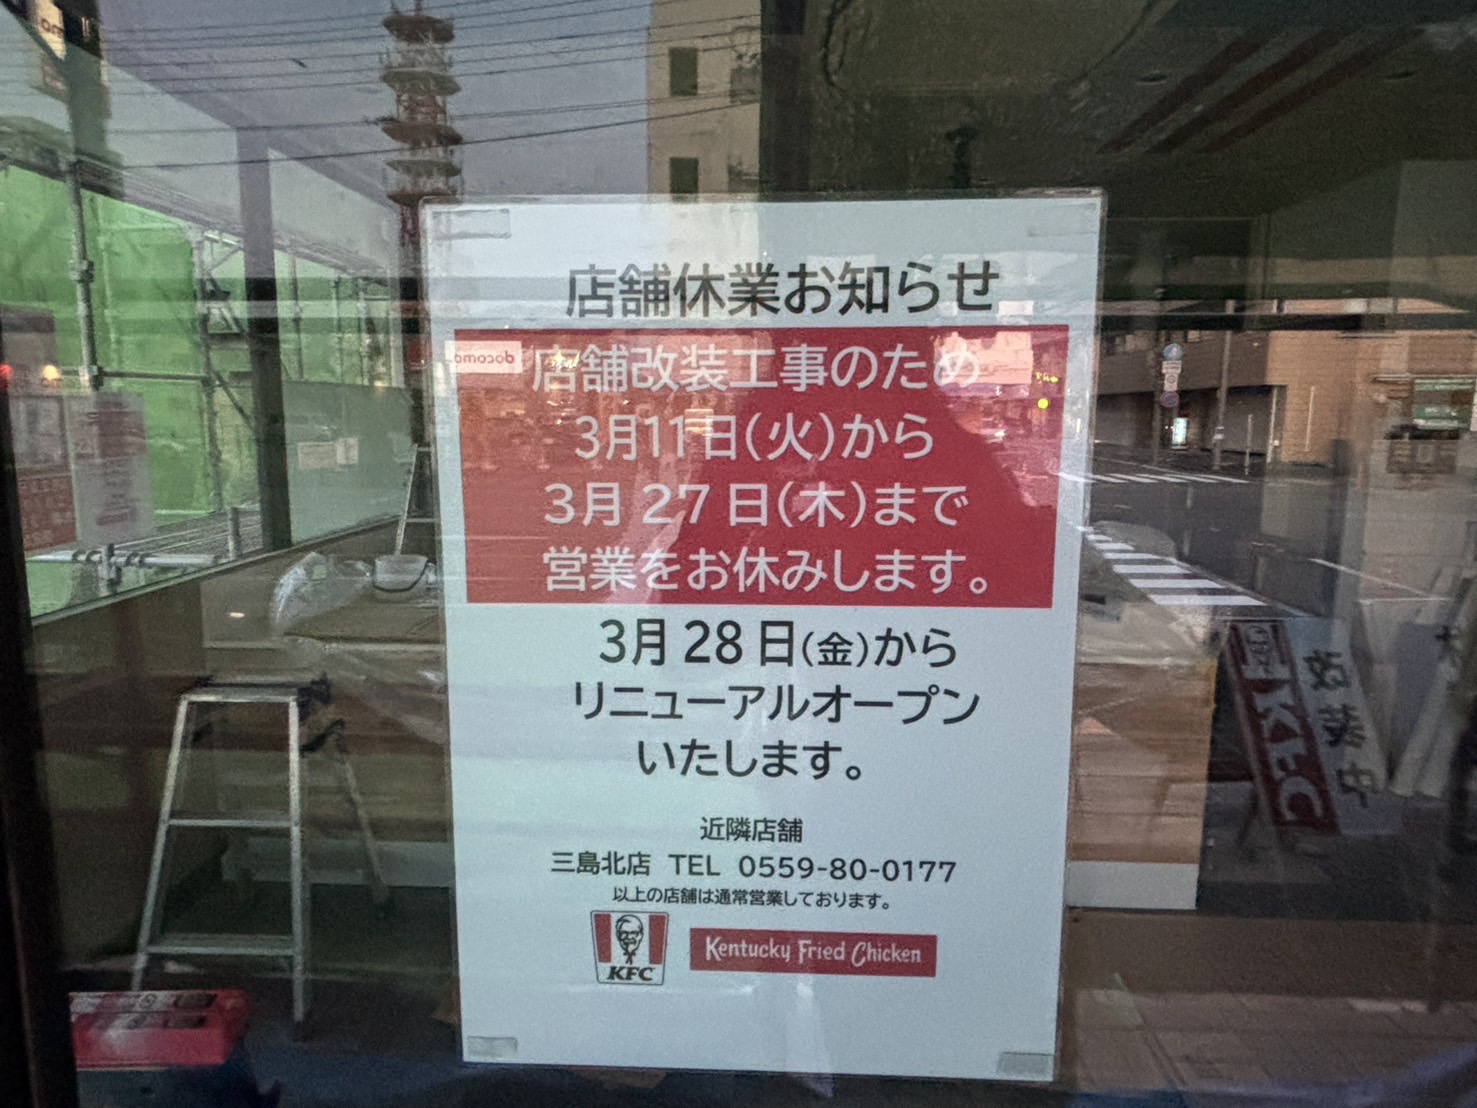 店舗休業お知らせ
店舗改装工事のため
3月11日(火)から
3月27日(木)まで
営業をお休みします。
3月28日(金)から
リニューアルオープン
いたします。
近隣店舗
三島北店 TEL 0559-80-0177
以上の店舗は通常営業しております。
KFC
Kentucky Fried Chicken
docomo
KFC